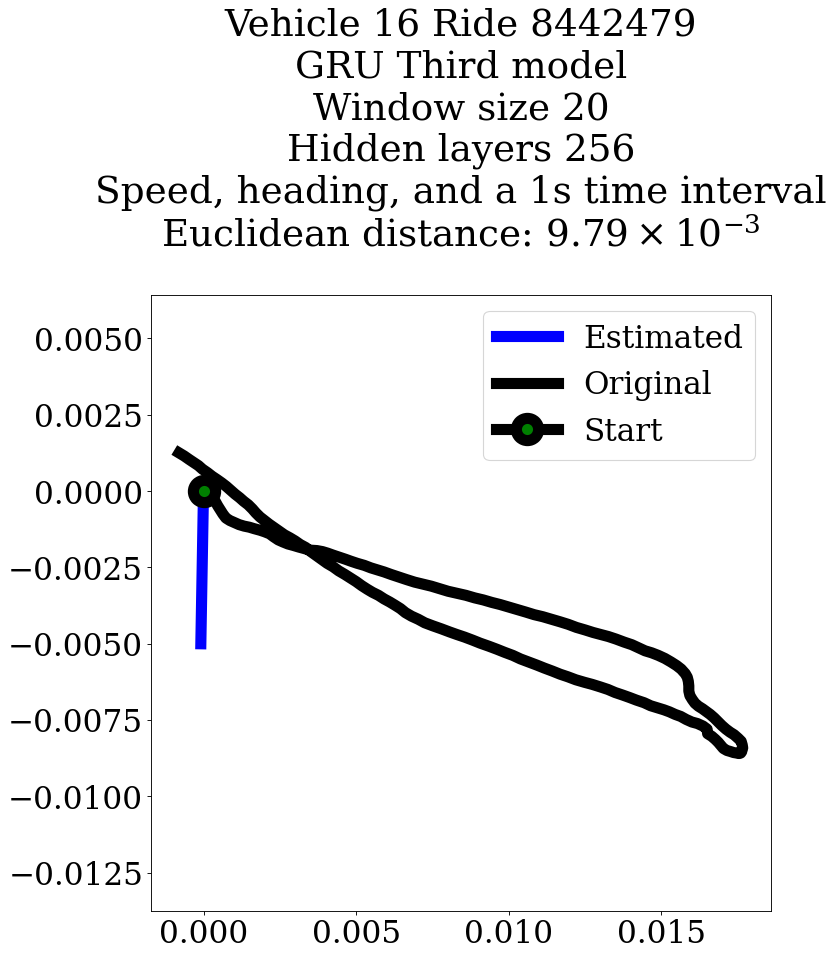 Vehicle 16 Ride 8442479
GRU Third model
Window size 20
Hidden layers 256
Speed, heading, and a 1s time interval
Euclidean distance: 9.79 × 10⁻³
Estimated
Original
Start
0.0050
0.0025
0.0000
−0.0025
−0.0050
−0.0075
−0.0100
−0.0125
0.000 0.005 0.010 0.015